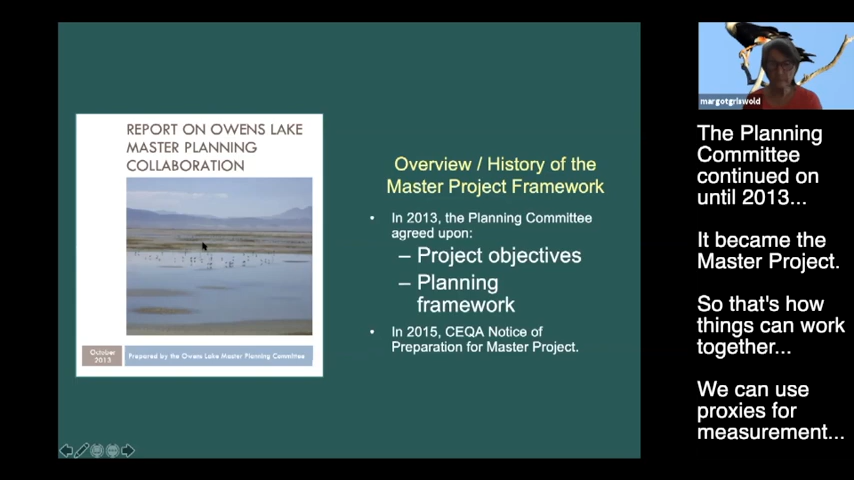 REPORT ON OWENS LAKE
MASTER PLANNING
COLLABORATION
October
2013
Prepared by the Owens Lake Master Planning Committee
Overview / History of the
Master Project Framework
• In 2013, the Planning Committee
agreed upon:
– Project objectives
– Planning
framework
• In 2015, CEQA Notice of
Preparation for Master Project.
margotgriswold
The Planning
Committee
continued on
until 2013...
It became the
Master Project.
So that's how
things can work
together...
We can use
proxies for
measurement...